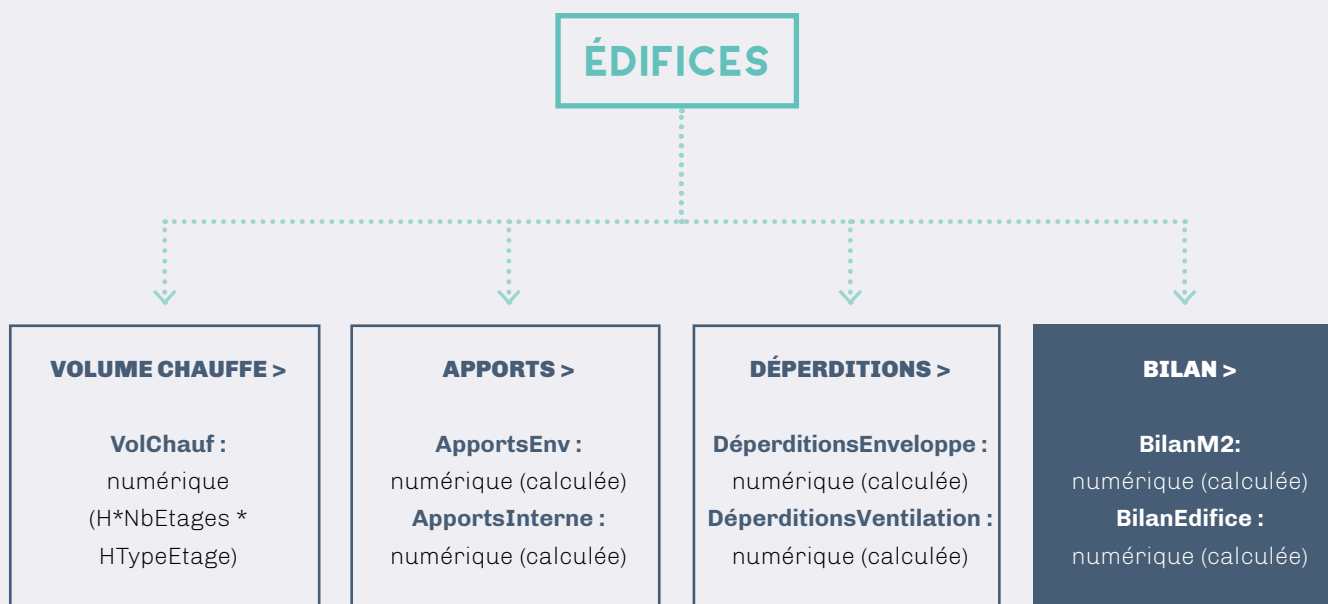 ÉDIFICES
VOLUME CHAUFFE >
VolChauf :
numérique
(H*NbEtages *
HTypeEtage)
APPORTS >
ApportsEnv :
numérique (calculée)
ApportsInterne :
numérique (calculée)
DÉPERDITIONS >
DéperditionsEnveloppe :
numérique (calculée)
DéperditionsVentilation :
numérique (calculée)
BILAN >
BilanM2:
numérique (calculée)
BilanEdifice :
numérique (calculée)